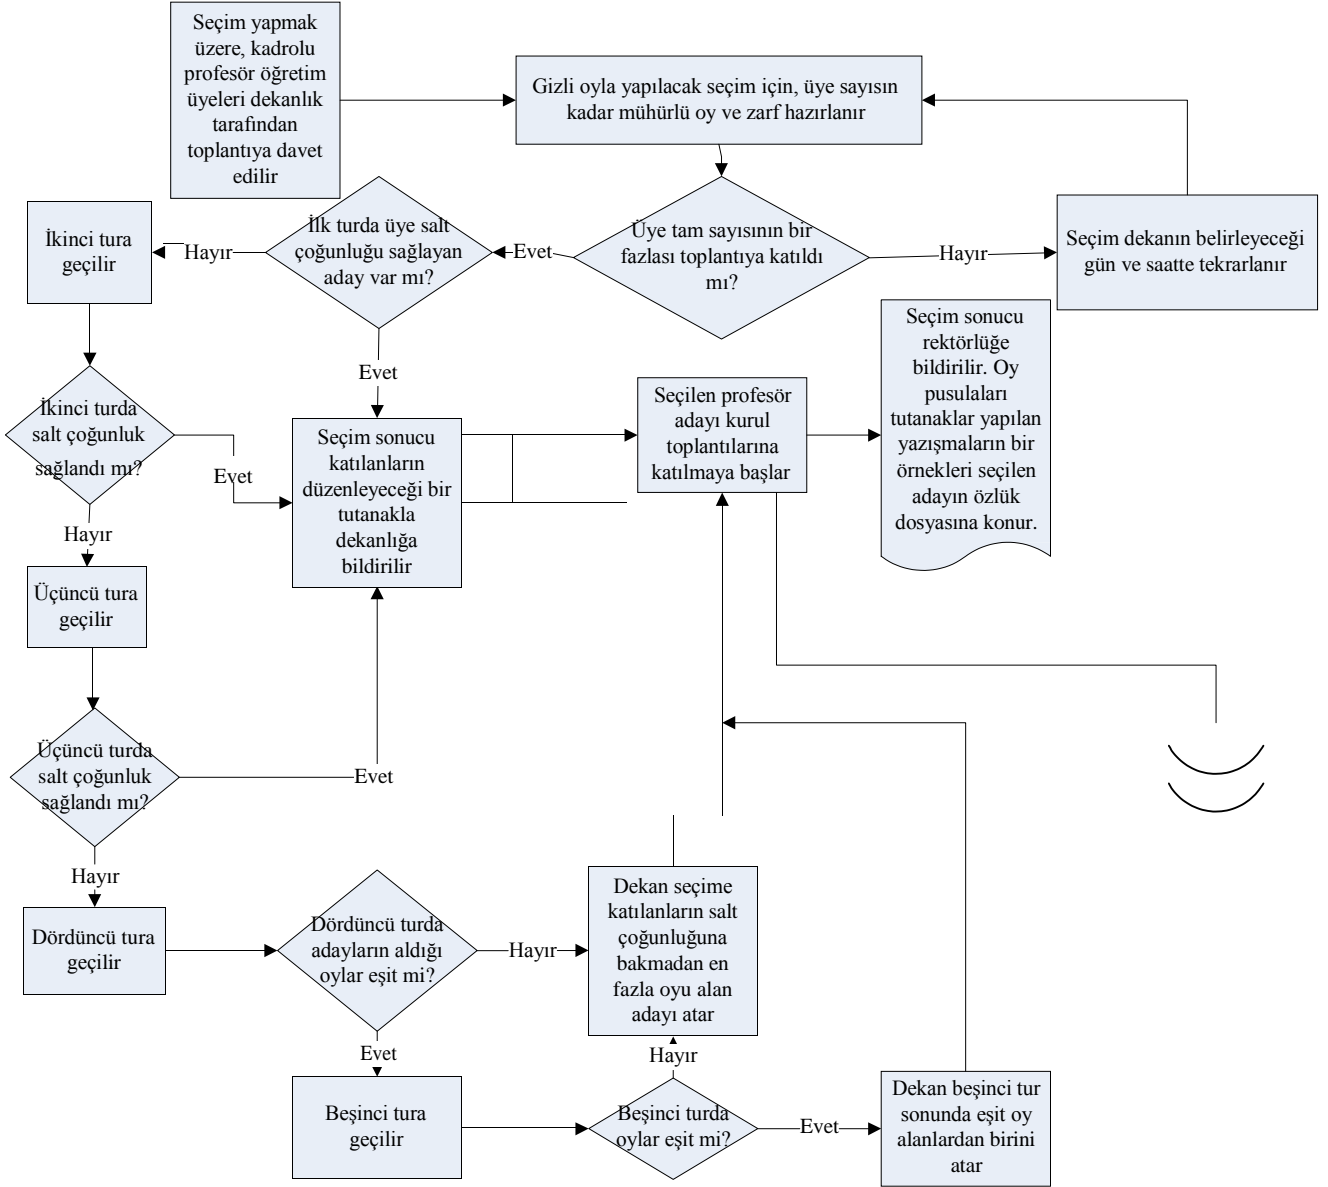 Seçim yapmak
üzere, kadrolu
profesör öğretim
üyeleri dekanlık
tarafından
toplantıya davet
edilir
Gizli oyla yapılacak seçim için, üye sayısın
kadar mühürlü oy ve zarf hazırlanır
İkinci tura
geçilir
Hayır
İlk turda üye salt
çoğunluğu sağlayan
aday var mı?
Evet
Üye tam sayısının bir
fazlası toplantıya katıldı
mı?
Hayır
Seçim dekanın belirleyeceği
gün ve saatte tekrarlanır
Evet
İkinci turda
salt çoğunluk
sağlandı mı?
Evet
Seçim sonucu
katılanların
düzenleyeceği bir
tutanakla
dekanlığa
bildirilir
Seçilen profesör
adayı kurul
toplantılarına
katılmaya başlar
Seçim sonucu
rektörlüğe
bildirilir. Oy
pusulaları
tutanaklar yapılan
yazışmaların bir
örnekleri seçilen
adayın özlük
dosyasına konur.
Hayır
Üçüncü tura
geçilir
Üçüncü turda
salt çoğunluk
sağlandı mı?
Evet
Hayır
Dördüncü tura
geçilir
Dördüncü turda
adayların aldığı
oylar eşit mi?
Hayır
Dekan seçime
katılanların salt
çoğunluğuna
bakmadan en
fazla oyu alan
adayı atar
Evet
Hayır
Beşinci tura
geçilir
Beşinci turda
oylar eşit mi?
Evet
Dekan beşinci tur
sonunda eşit oy
alanlardan birini
atar